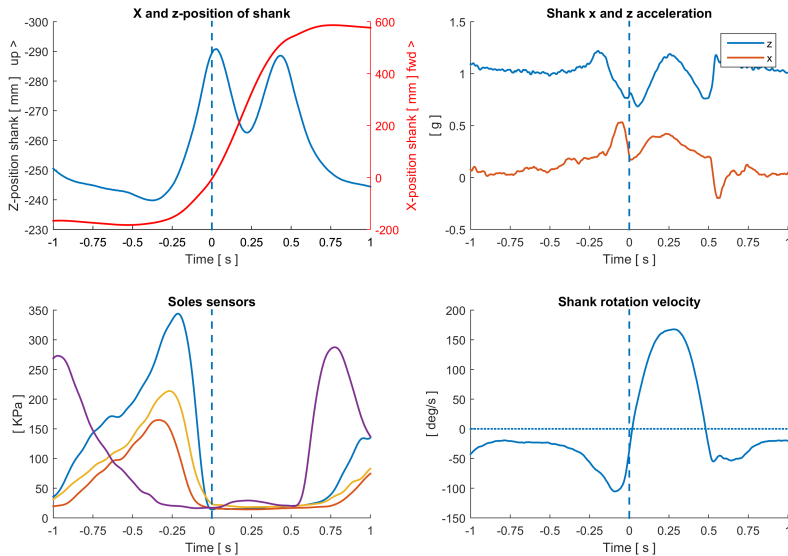 X and z-position of shank
Z-position shank [ mm ] up >
-300
-290
-280
-270
-260
-250
-240
-230
X-position shank [ mm ] fwd >
600
400
200
0
-200
-1 -0.75 -0.5 -0.25 0 0.25 0.5 0.75 1
Time [ s ]
Shank x and z acceleration
[ g ]
1.5
1
0.5
0
-0.5
z
x
-1 -0.75 -0.5 -0.25 0 0.25 0.5 0.75 1
Time [ s ]
Soles sensors
[ KPa ]
350
300
250
200
150
100
50
0
-1 -0.75 -0.5 -0.25 0 0.25 0.5 0.75 1
Time [ s ]
Shank rotation velocity
[ deg/s ]
200
150
100
50
0
-50
-100
-150
-1 -0.75 -0.5 -0.25 0 0.25 0.5 0.75 1
Time [ s ]